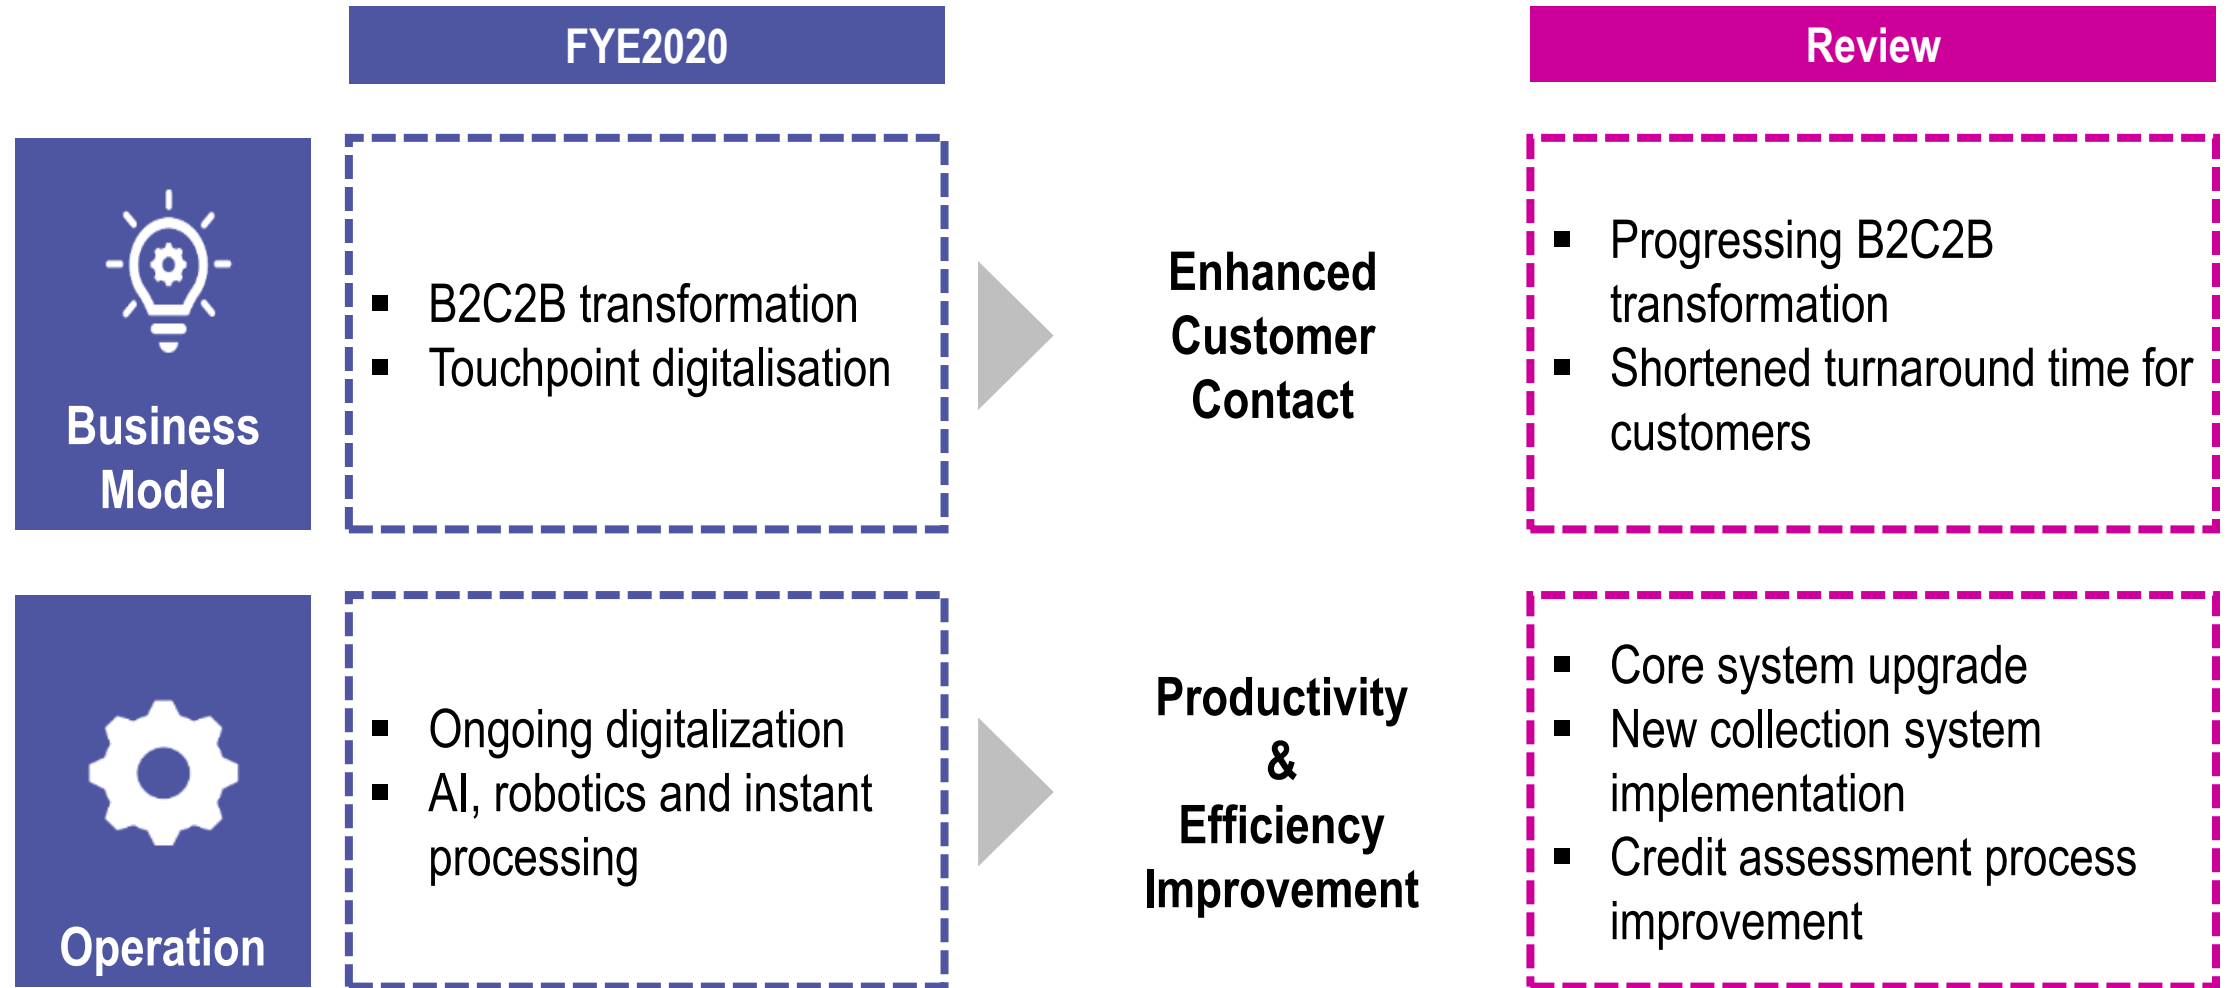 FYE2020
Review
Business
Model
▪ B2C2B transformation
▪ Touchpoint digitalisation
Enhanced
Customer
Contact
▪ Progressing B2C2B
transformation
▪ Shortened turnaround time for
customers
Operation
▪ Ongoing digitalization
▪ AI, robotics and instant
processing
Productivity
&
Efficiency
Improvement
▪ Core system upgrade
▪ New collection system
implementation
▪ Credit assessment process
improvement